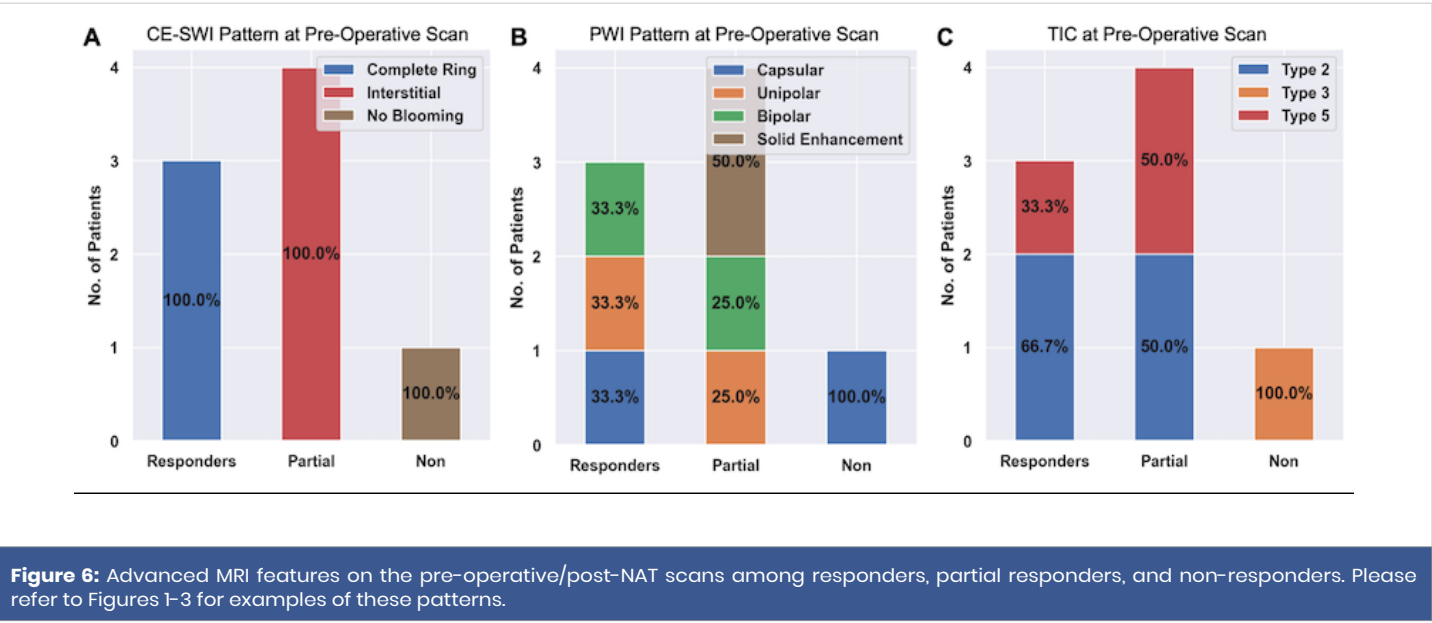 A
CE-SWI Pattern at Pre-Operative Scan
Complete Ring
Interstitial
No Blooming
No. of Patients
4
3
2
1
0
100.0%
100.0%
100.0%
Responders
Partial
Non
B
PWI Pattern at Pre-Operative Scan
Capsular
Unipolar
Bipolar
Solid Enhancement
No. of Patients
4
3
2
1
0
33.3%
33.3%
33.3%
50.0%
25.0%
25.0%
100.0%
Responders
Partial
Non
C
TIC at Pre-Operative Scan
Type 2
Type 3
Type 5
No. of Patients
4
3
2
1
0
33.3%
66.7%
50.0%
50.0%
100.0%
Responders
Partial
Non
Figure 6: Advanced MRI features on the pre-operative/post-NAT scans among responders, partial responders, and non-responders. Please
refer to Figures 1-3 for examples of these patterns.